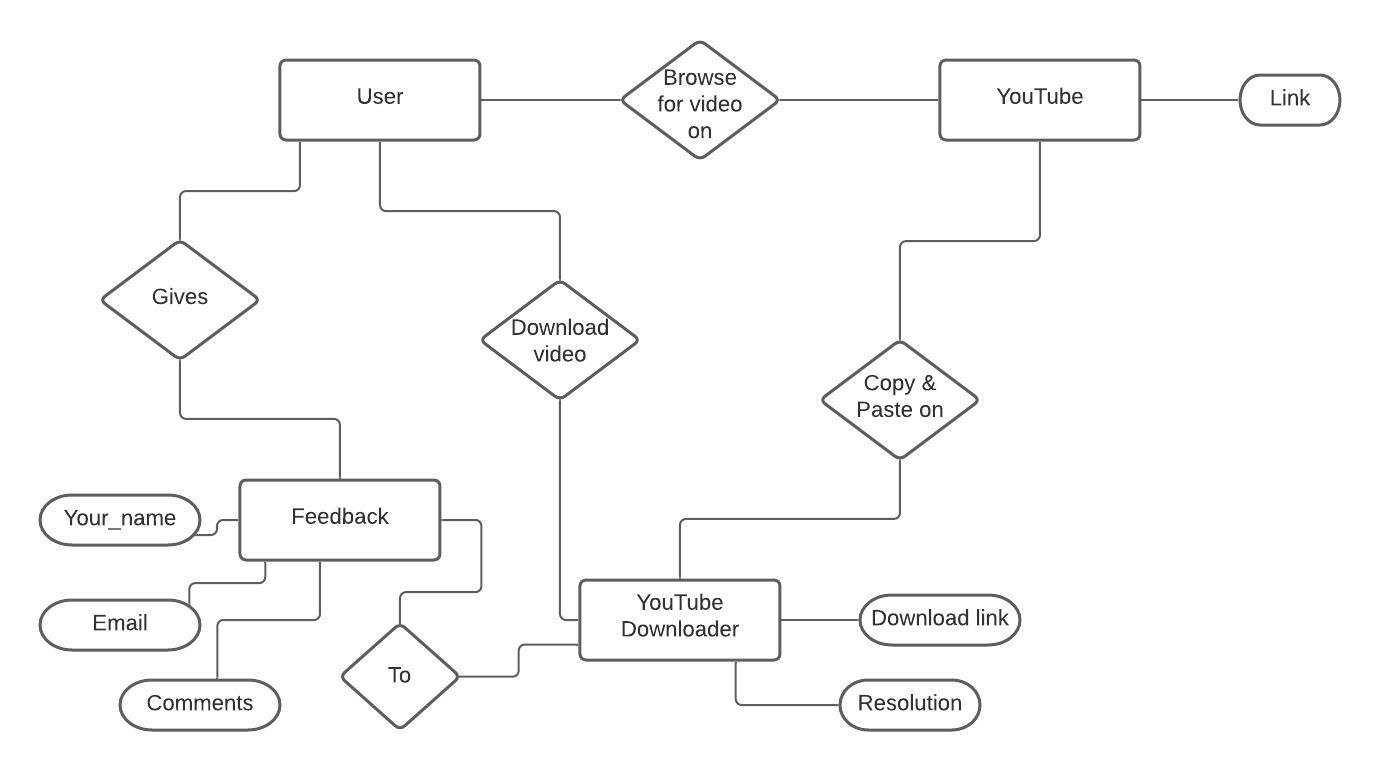 User
Browse
for video
on
YouTube
Link
Gives
Download
video
Copy &
Paste on
Your_name
Feedback
Email
Comments
To
YouTube
Downloader
Download link
Resolution